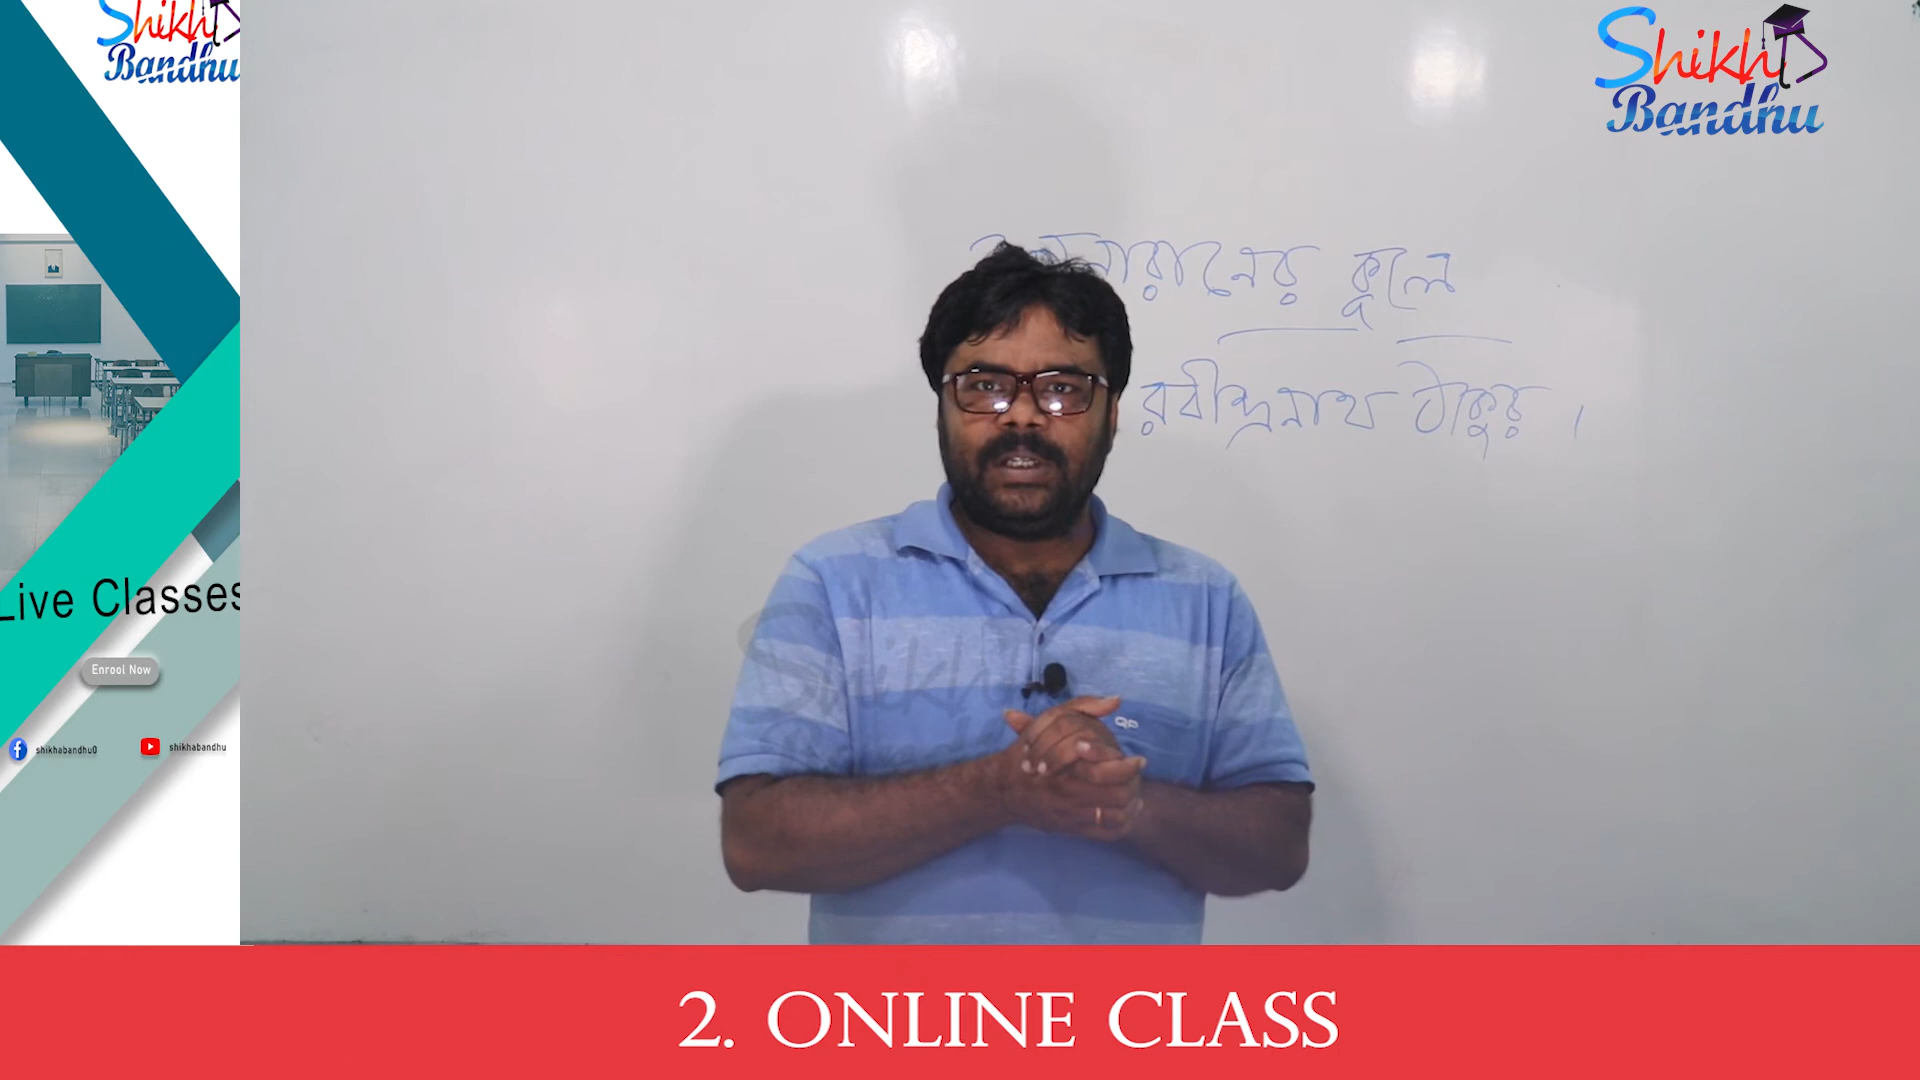 Shikha
Bandhu
Live Classes
Enrool Now
shikhabandhu0
shikhabandhu
Shikha
Bandhu
কূলে
রবীন্দ্রনাথ ঠাকুর।
2. ONLINE CLASS